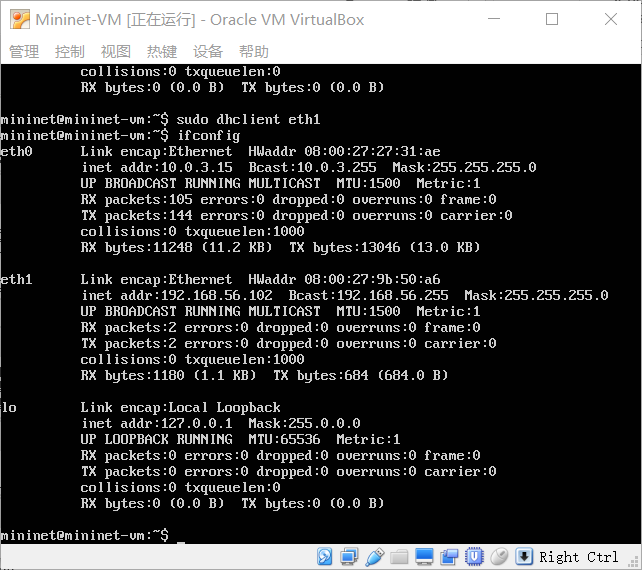 Mininet-VM [正在运行] - Oracle VM VirtualBox
管理 控制 视图 热键 设备 帮助
collisions:0 txqueuelen:0
RX bytes:0 (0.0 B)  TX bytes:0 (0.0 B)
mininet@mininet-vm:~$ sudo dhclient eth1
mininet@mininet-vm:~$ ifconfig
eth0      Link encap:Ethernet  HWaddr 08:00:27:27:31:ae
inet addr:10.0.3.15  Bcast:10.0.3.255  Mask:255.255.255.0
UP BROADCAST RUNNING MULTICAST  MTU:1500  Metric:1
RX packets:105 errors:0 dropped:0 overruns:0 frame:0
TX packets:144 errors:0 dropped:0 overruns:0 carrier:0
collisions:0 txqueuelen:1000
RX bytes:11248 (11.2 KB)  TX bytes:13046 (13.0 KB)
eth1      Link encap:Ethernet  HWaddr 08:00:27:9b:50:a6
inet addr:192.168.56.102  Bcast:192.168.56.255  Mask:255.255.255.0
UP BROADCAST RUNNING MULTICAST  MTU:1500  Metric:1
RX packets:2 errors:0 dropped:0 overruns:0 frame:0
TX packets:2 errors:0 dropped:0 overruns:0 carrier:0
collisions:0 txqueuelen:1000
RX bytes:1180 (1.1 KB)  TX bytes:684 (684.0 B)
lo        Link encap:Local Loopback
inet addr:127.0.0.1  Mask:255.0.0.0
UP LOOPBACK RUNNING  MTU:65536  Metric:1
RX packets:0 errors:0 dropped:0 overruns:0 frame:0
TX packets:0 errors:0 dropped:0 overruns:0 carrier:0
collisions:0 txqueuelen:0
RX bytes:0 (0.0 B)  TX bytes:0 (0.0 B)
mininet@mininet-vm:~$ _
Right Ctrl